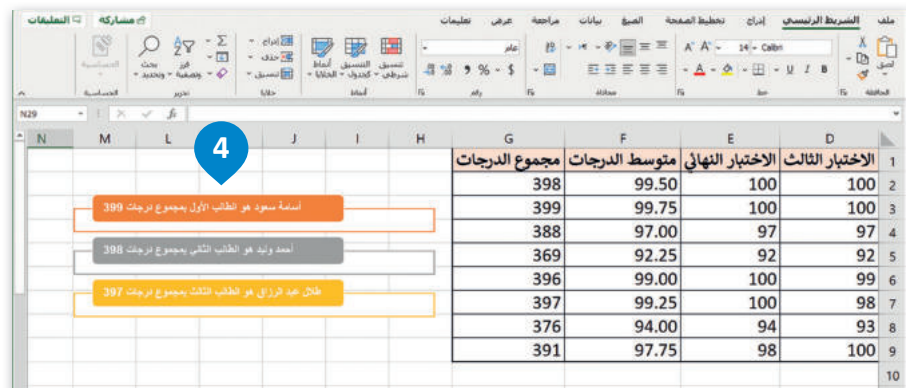 ملف الشريط الرئيسي إدراج تخطيط الصفحة الصيغ بيانات مراجعة عرض تعليمات مشاركة التعليقات
لصق
Calibri 14 A A
B I U A
عام
$ % 9
تنسيق شرطي
التنسيق كجدول
أنماط الخلايا
إدراج
حذف
تنسيق
Σ
فرز وتصفية
بحث وتحديد
الحساسية
الحافظة خط محاذاة رقم أنماط خلايا تحرير الحساسية
N29 fx
D E F G H I J L M N
4
1 الاختبار الثالث الاختبار النهائي متوسط الدرجات مجموع الدرجات
2 100 100 99.50 398
3 100 100 99.75 399
4 97 97 97.00 388
5 92 92 92.25 369
6 99 100 99.00 396
7 98 100 99.25 397
8 93 94 94.00 376
9 100 98 97.75 391
10
أسامة سعود هو الطالب الأول بمجموع درجات 399
أحمد وليد هو الطالب الثاني بمجموع درجات 398
طلال عبد الرزاق هو الطالب الثالث بمجموع درجات 397